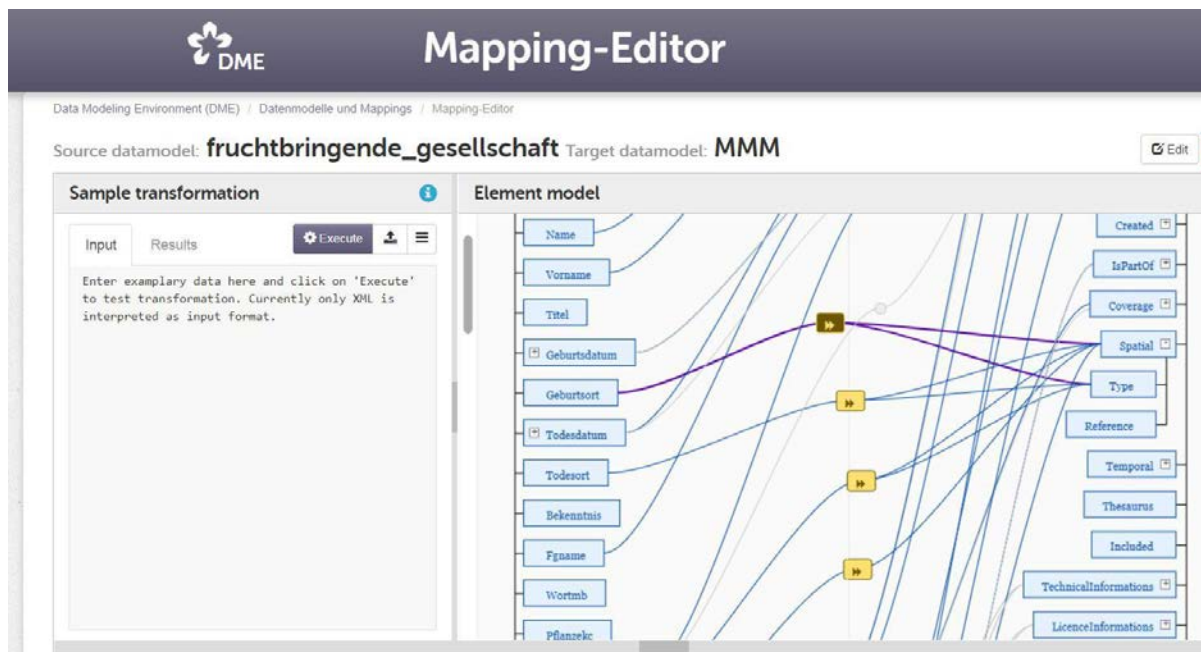 DME
Mapping-Editor
Data Modeling Environment (DME) / Datenmodelle und Mappings / Mapping-Editor
Source datamodel: fruchtbringende_gesellschaft Target datamodel: MMM
Edit
Sample transformation
Element model
Input
Results
Execute
Enter examplary data here and click on 'Execute'
to test transformation. Currently only XML is
interpreted as input format.
Name
Vorname
Titel
Geburtsdatum
Geburtsort
Todesdatum
Todesort
Bekenntnis
Fgname
Wortmb
Pflanzekc
Created
IsPartOf
Coverage
Spatial
Type
Reference
Temporal
Thesaurus
Included
TechnicalInformations
LicenceInformations